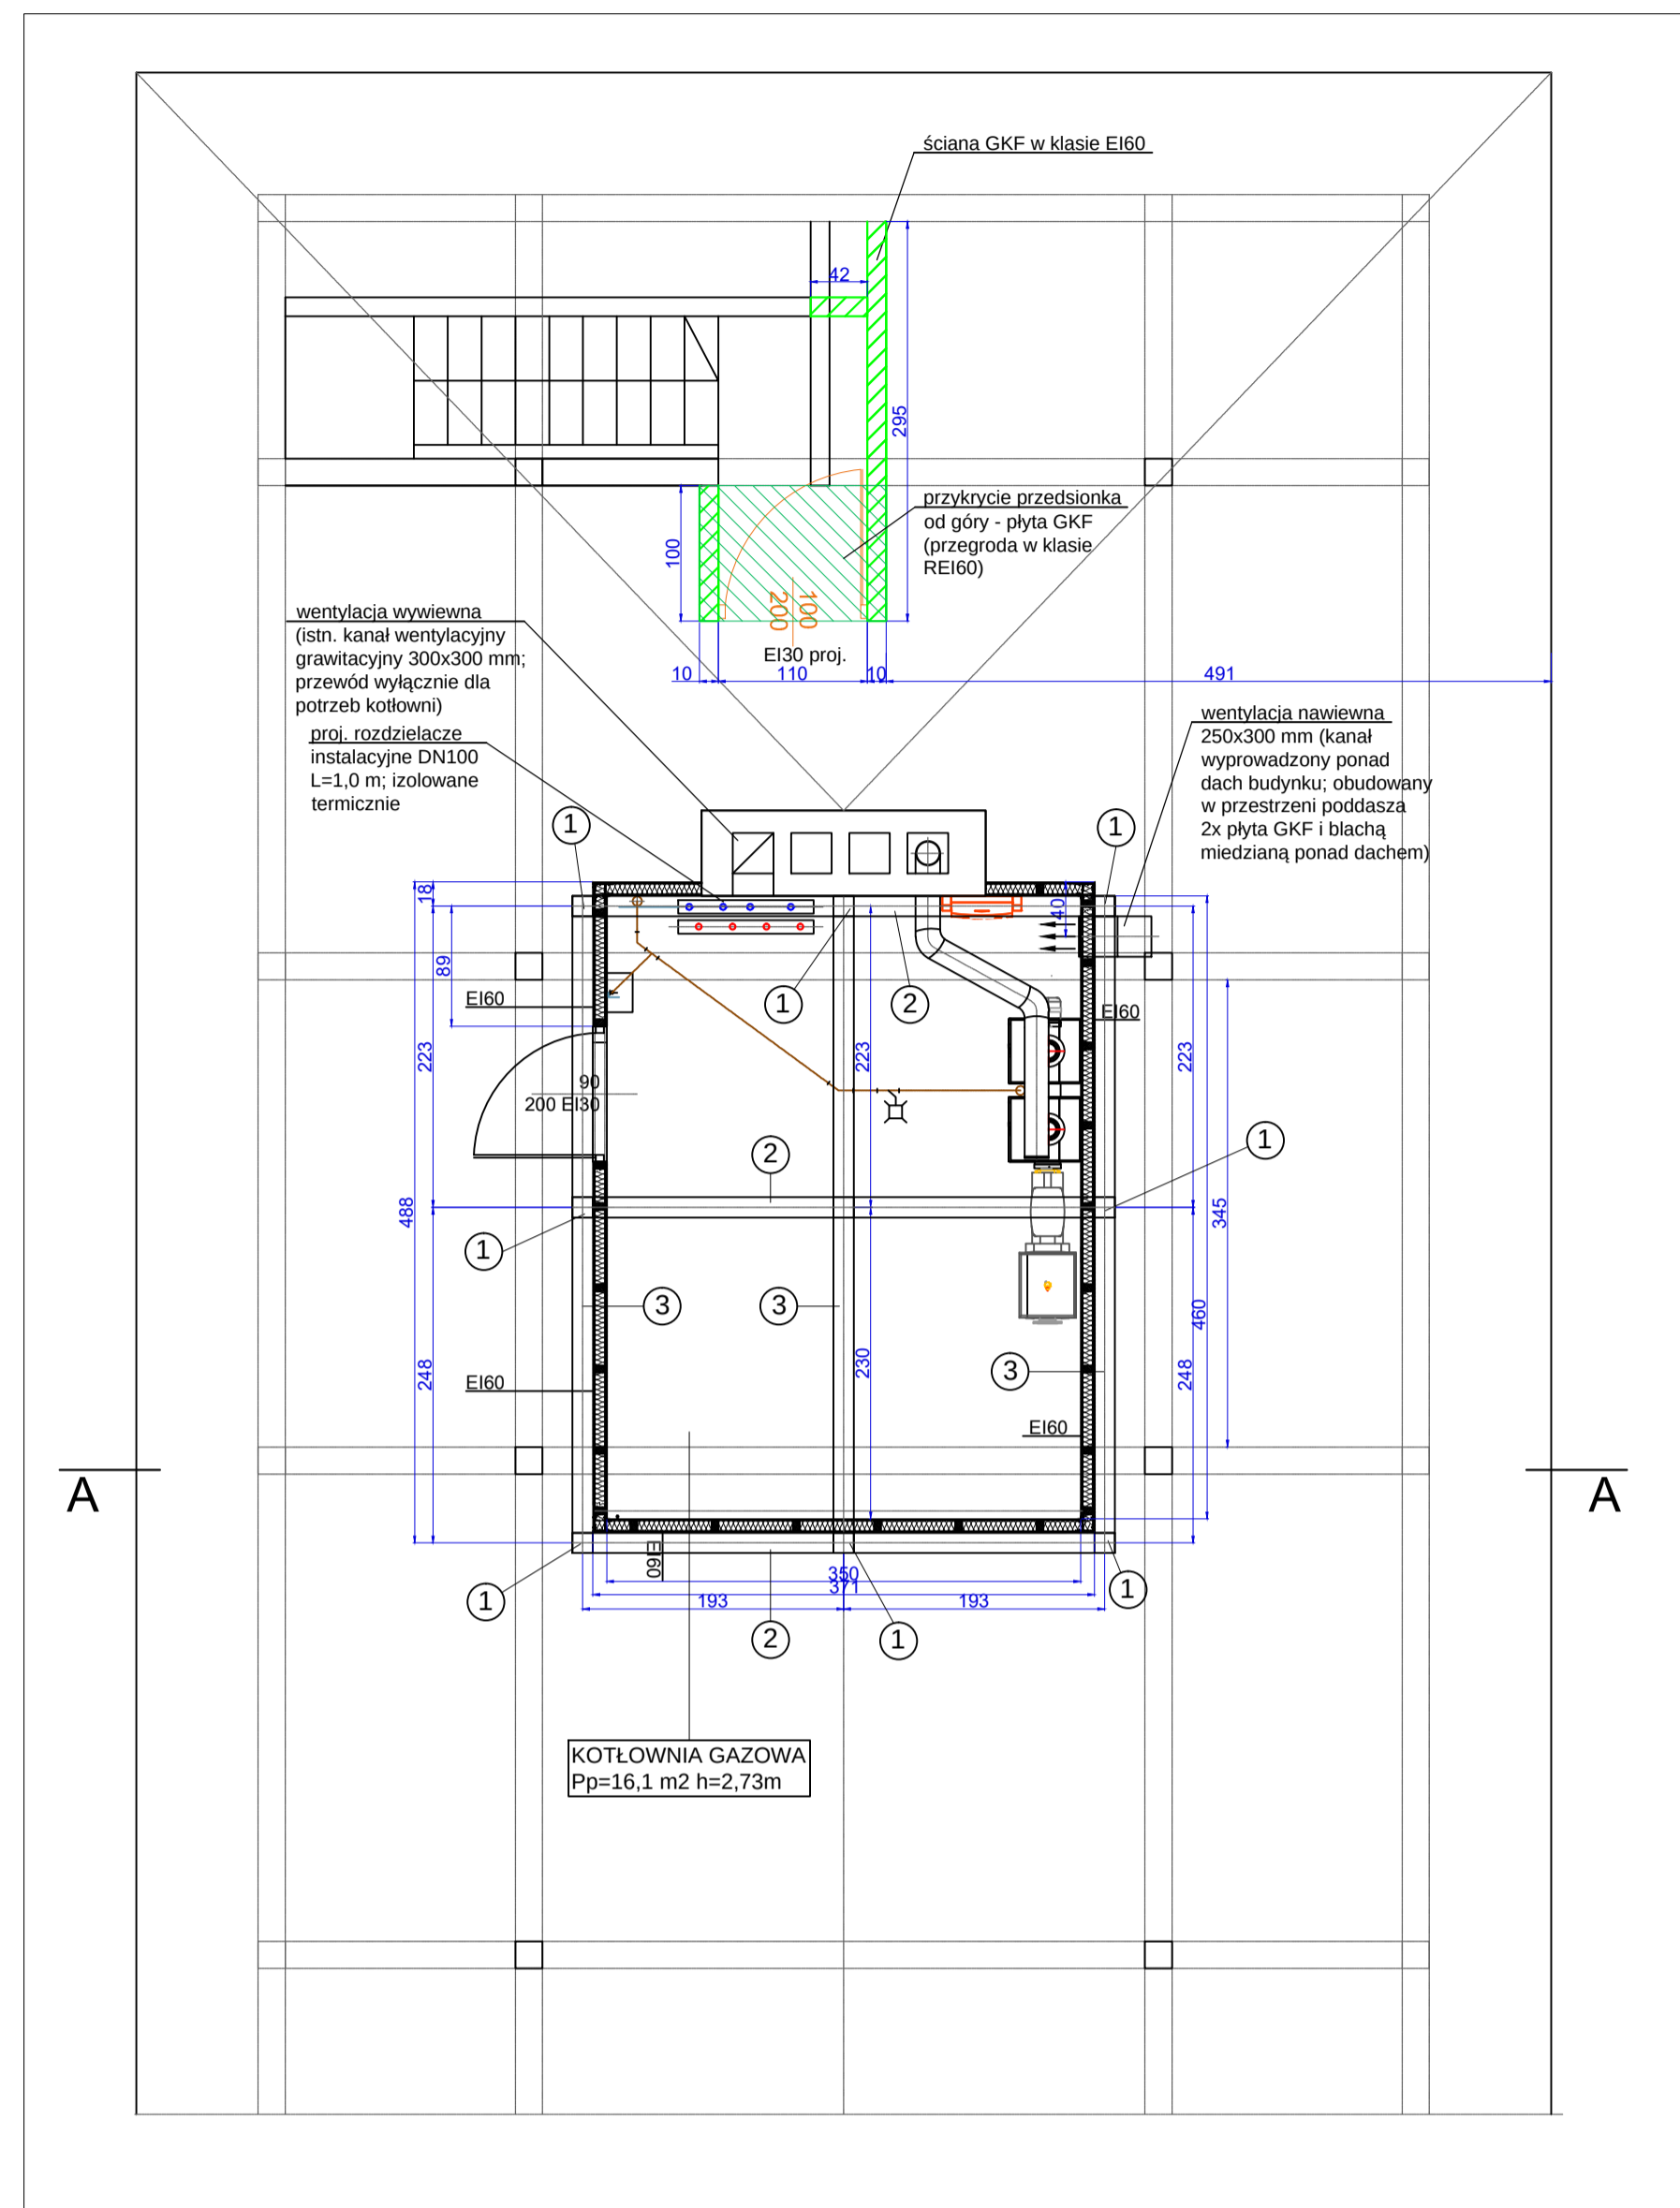 ściana GKF w klasie EI60
42
295
przykrycie przedsionka
od góry - płyta GKF
(przegroda w klasie
REI60)
100
100
200
EI30 proj.
10
110
10
491
wentylacja wywiewna
(istn. kanał wentylacyjny
grawitacyjny 300x300 mm;
przewód wyłącznie dla
potrzeb kotłowni)
proj. rozdzielacze
instalacyjne DN100
L=1,0 m; izolowane
termicznie
wentylacja nawiewna
250x300 mm (kanał
wyprowadzony ponad
dach budynku; obudowany
w przestrzeni poddasza
2x płyta GKF i blachą
miedzianą ponad dachem)
1
1
18
40
89
EI60
1
2
EI60
223
223
223
90
200 EI30
2
1
488
345
1
3
3
460
230
3
248
248
EI60
EI60
A
A
EI60
350
371
193
193
1
1
2
1
KOTŁOWNIA GAZOWA
Pp=16,1 m2 h=2,73m